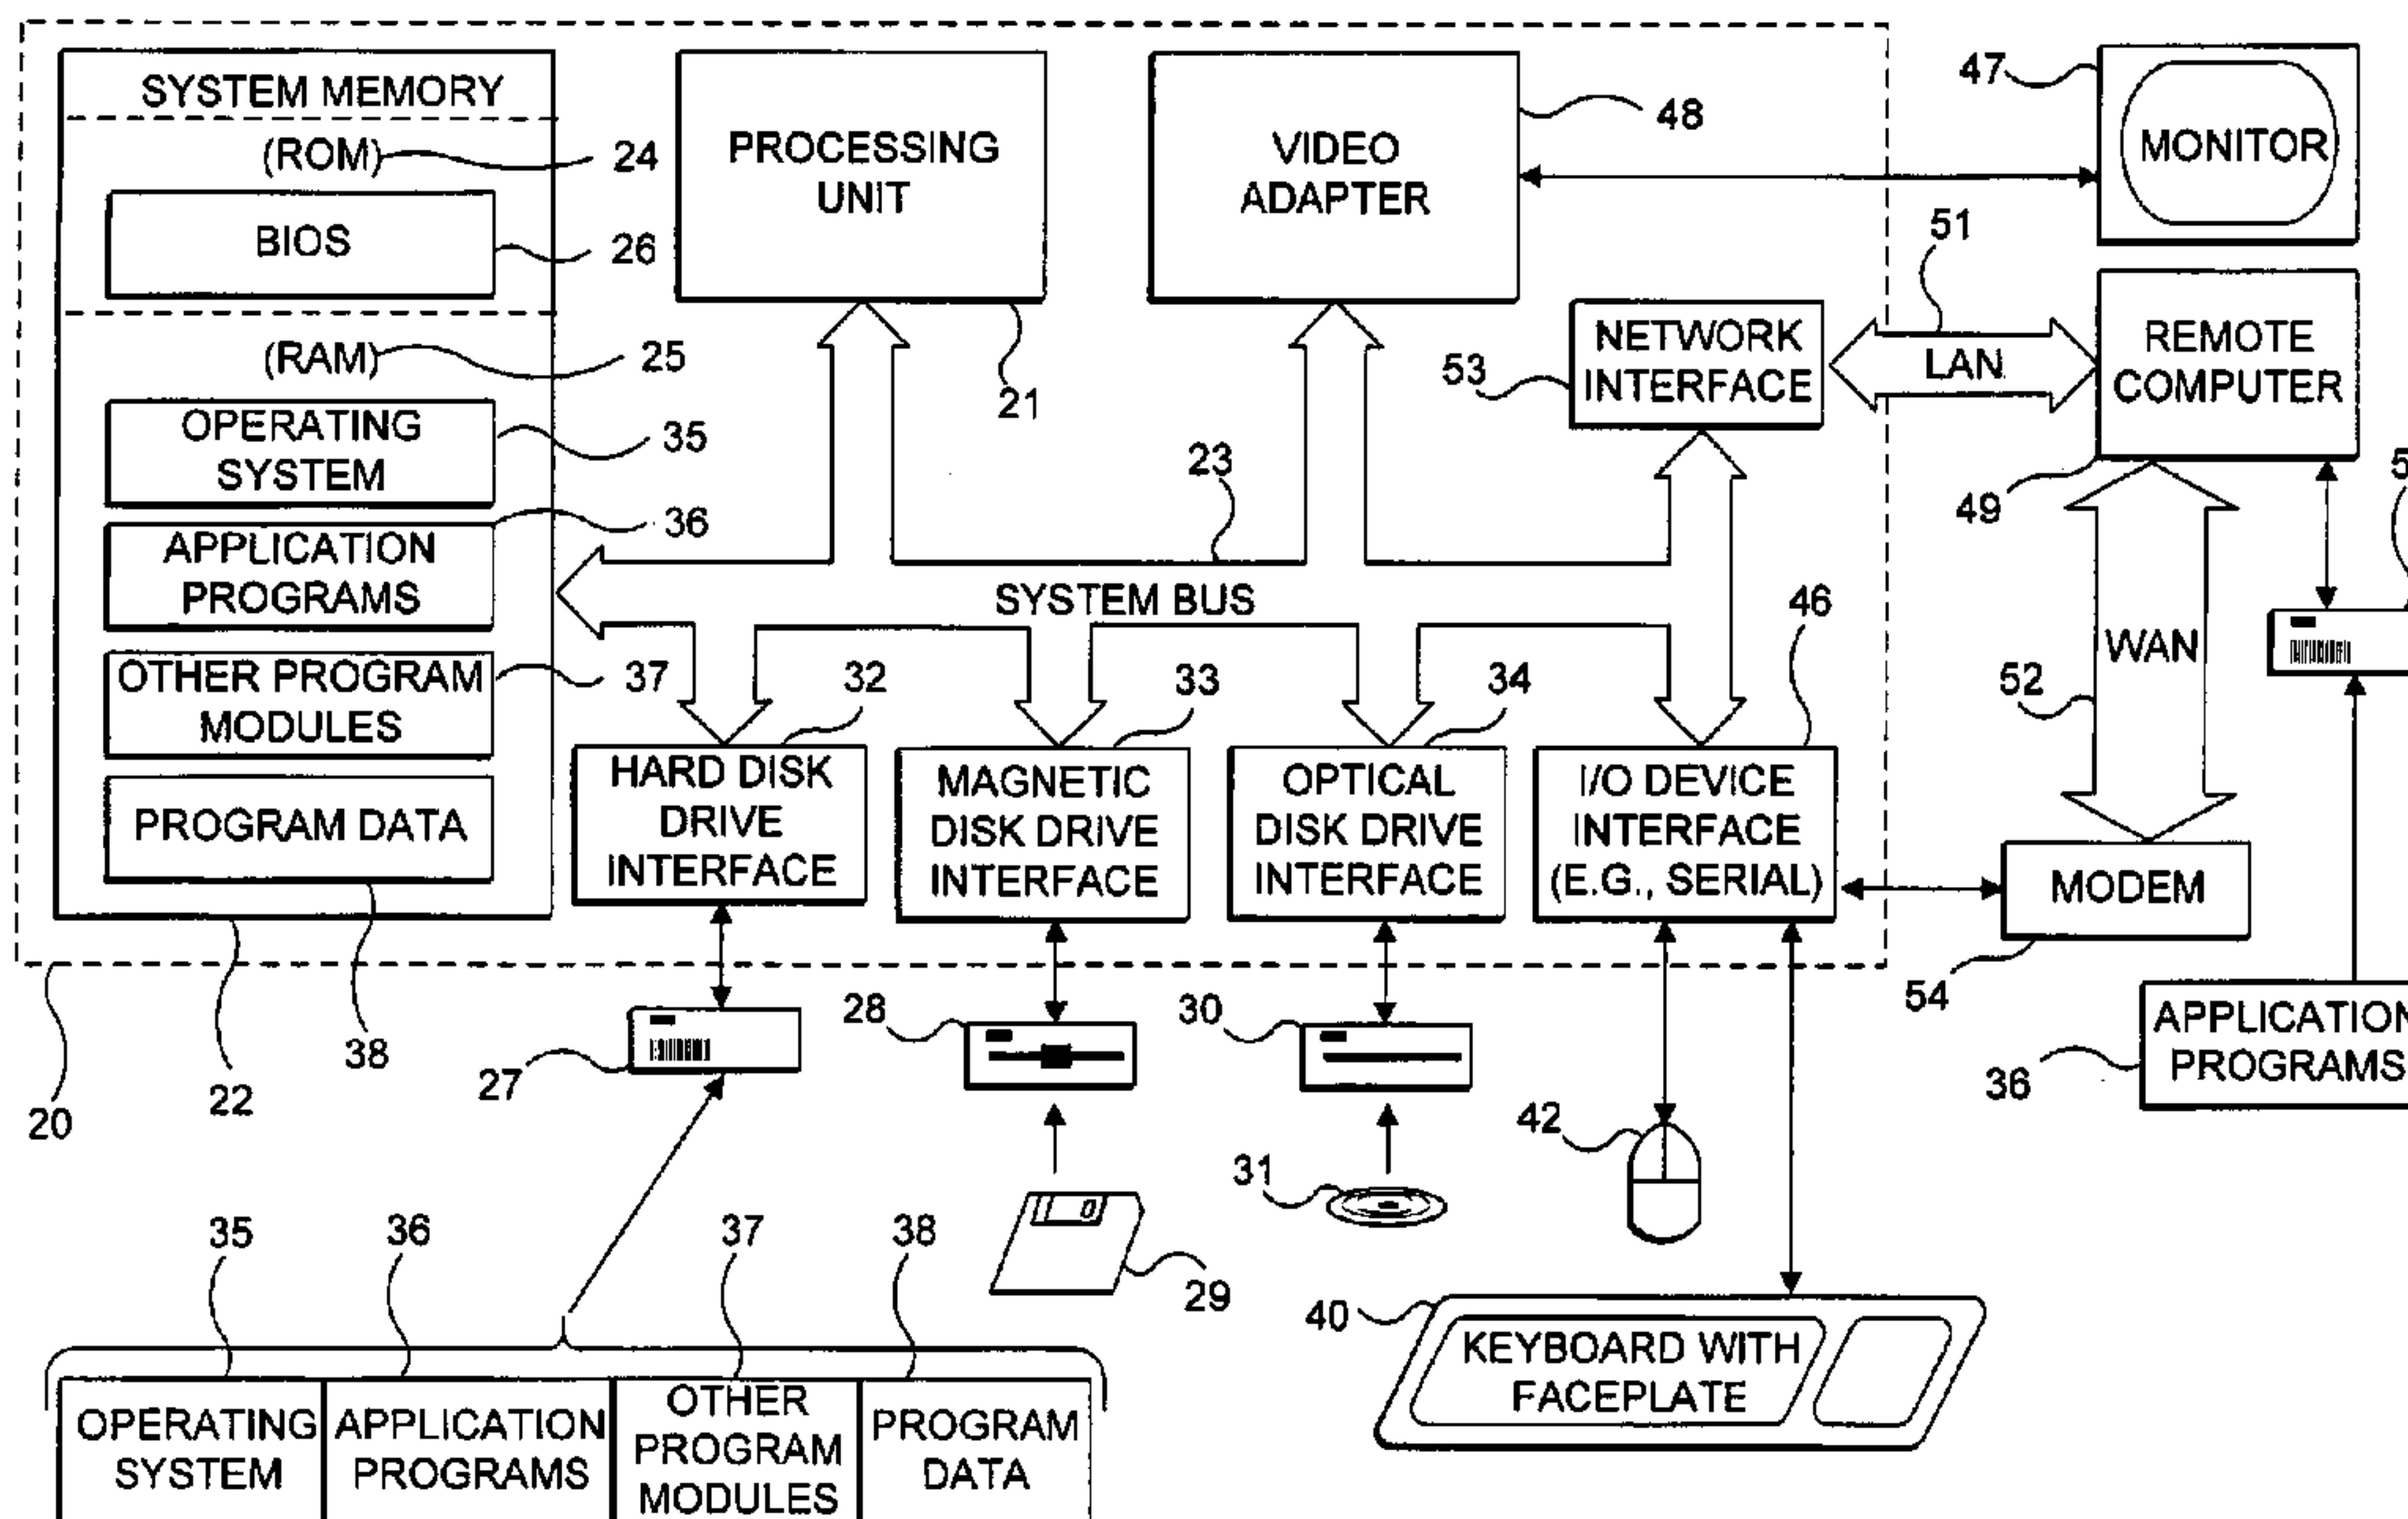 SYSTEM MEMORY
(ROM)
24
BIOS
26
(RAM)
25
OPERATING
SYSTEM
35
APPLICATION
PROGRAMS
36
OTHER PROGRAM
MODULES
37
PROGRAM DATA
38
22
20
PROCESSING
UNIT
21
VIDEO
ADAPTER
48
47
MONITOR
51
NETWORK
INTERFACE
53
LAN
REMOTE
COMPUTER
49
23
SYSTEM BUS
46
WAN
52
32
HARD DISK
DRIVE
INTERFACE
33
MAGNETIC
DISK DRIVE
INTERFACE
34
OPTICAL
DISK DRIVE
INTERFACE
I/O DEVICE
INTERFACE
(E.G., SERIAL)
MODEM
54
27
28
30
42
31
29
APPLICATION
PROGRAMS
36
40
KEYBOARD WITH
FACEPLATE
35
36
37
38
OPERATING
SYSTEM
APPLICATION
PROGRAMS
OTHER
PROGRAM
MODULES
PROGRAM
DATA